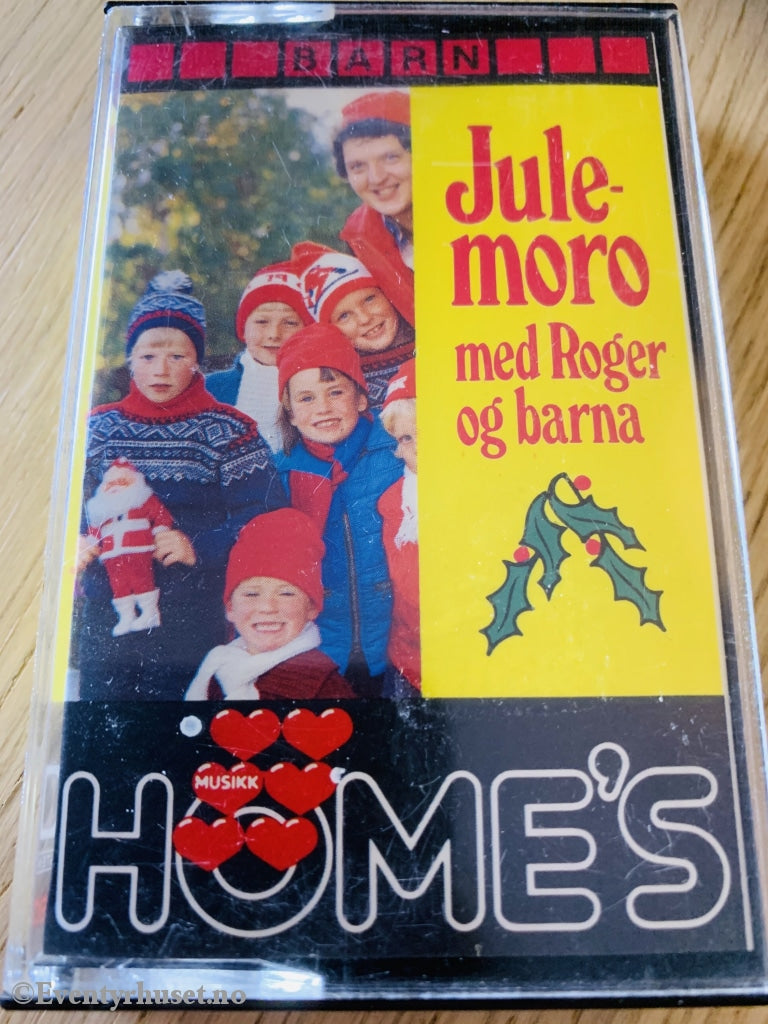 BARN
Jule-
moro
med Roger
og barna
MUSIKK
HOME'S
©Eventyrhuset.no